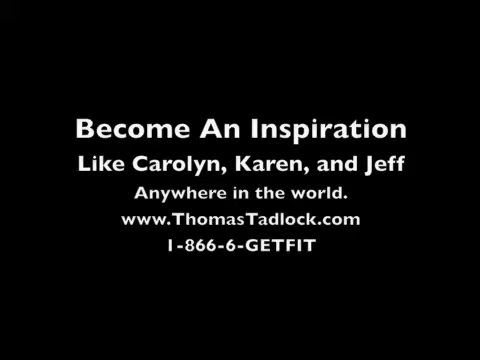 Become An Inspiration
Like Carolyn, Karen, and Jeff
Anywhere in the world.
www.ThomasTadlock.com
1-866-6-GETFIT